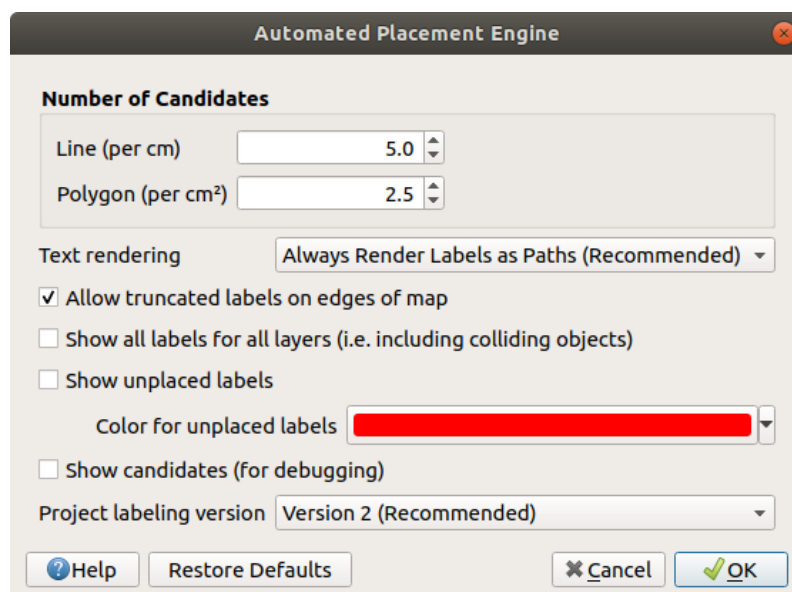 Automated Placement Engine
Number of Candidates
Line (per cm) 5.0
Polygon (per cm²) 2.5
Text rendering Always Render Labels as Paths (Recommended)
Allow truncated labels on edges of map
Show all labels for all layers (i.e. including colliding objects)
Show unplaced labels
Color for unplaced labels
Show candidates (for debugging)
Project labeling version Version 2 (Recommended)
Help Restore Defaults Cancel OK